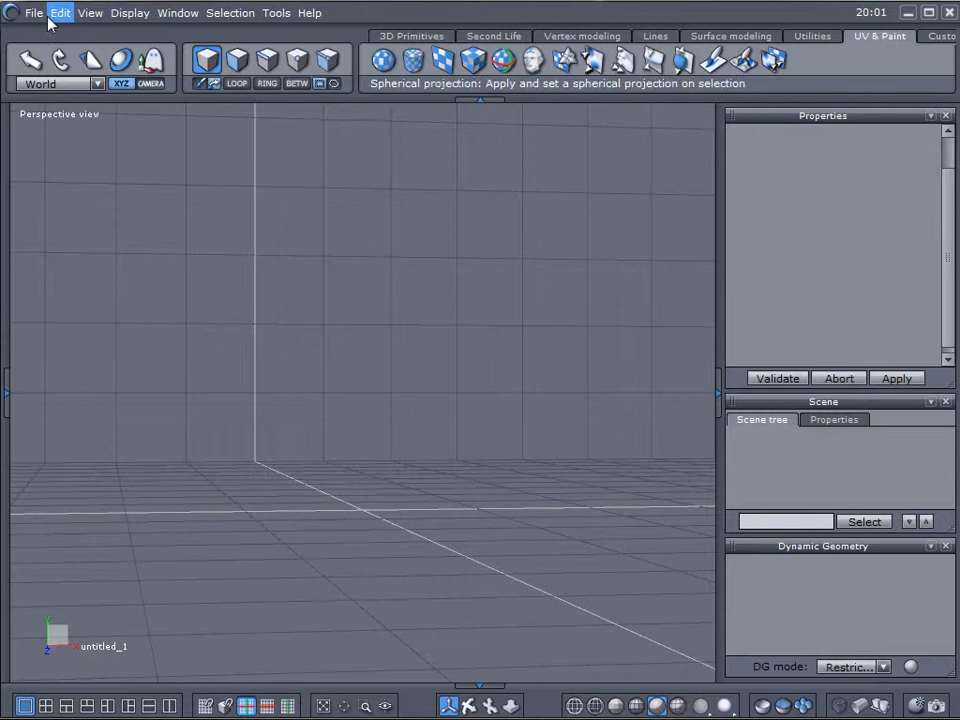 File Edit View Display Window Selection Tools Help 20:01
3D Primitives Second Life Vertex modeling Lines Surface modeling Utilities UV & Paint Custo
World XYZ CAMERA LOOP RING BETW Spherical projection: Apply and set a spherical projection on selection
Perspective view
Properties
Validate Abort Apply
Scene
Scene tree Properties
Select
Dynamic Geometry
DG mode: Restric...
Y
X
Z
untitled_1